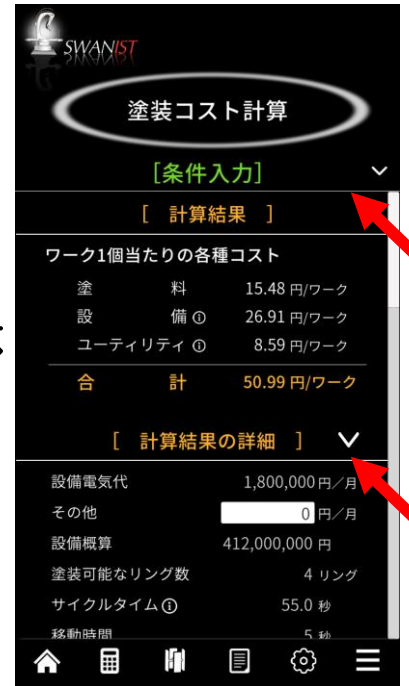 SWANIST
塗装コスト計算
[条件入力]
[ 計算結果 ]
ワーク1個当たりの各種コスト
塗 料 15.48 円/ワーク
設 備 26.91 円/ワーク
ユーティリティ 8.59 円/ワーク
合 計 50.99 円/ワーク
[ 計算結果の詳細 ]
設備電気代 1,800,000 円/月
その他 0 円/月
設備概算 412,000,000 円
塗装可能なリング数 4 リング
サイクルタイム 55.0 秒
移動時間 5 秒